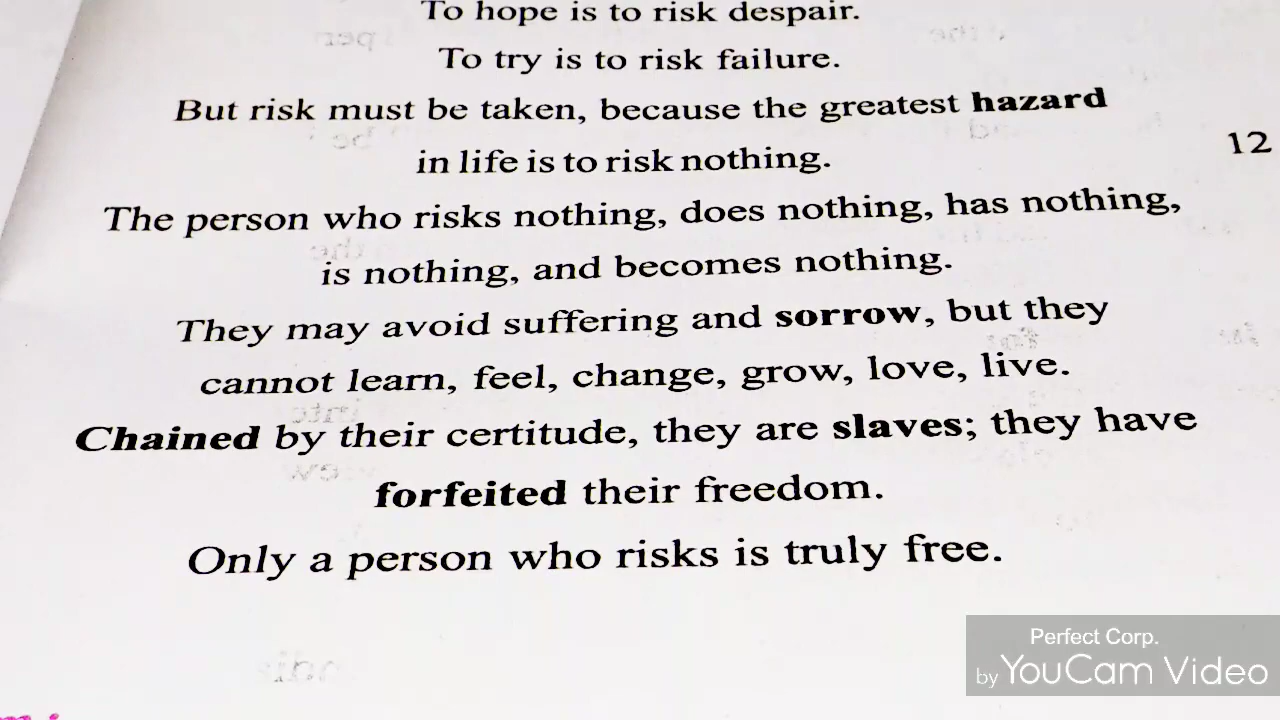 To hope is to risk despair.
To try is to risk failure.
But risk must be taken, because the greatest hazard
in life is to risk nothing.
12
The person who risks nothing, does nothing, has nothing,
is nothing, and becomes nothing.
They may avoid suffering and sorrow, but they
cannot learn, feel, change, grow, love, live.
Chained by their certitude, they are slaves; they have
forfeited their freedom.
Only a person who risks is truly free.
Perfect Corp.
by YouCam Video